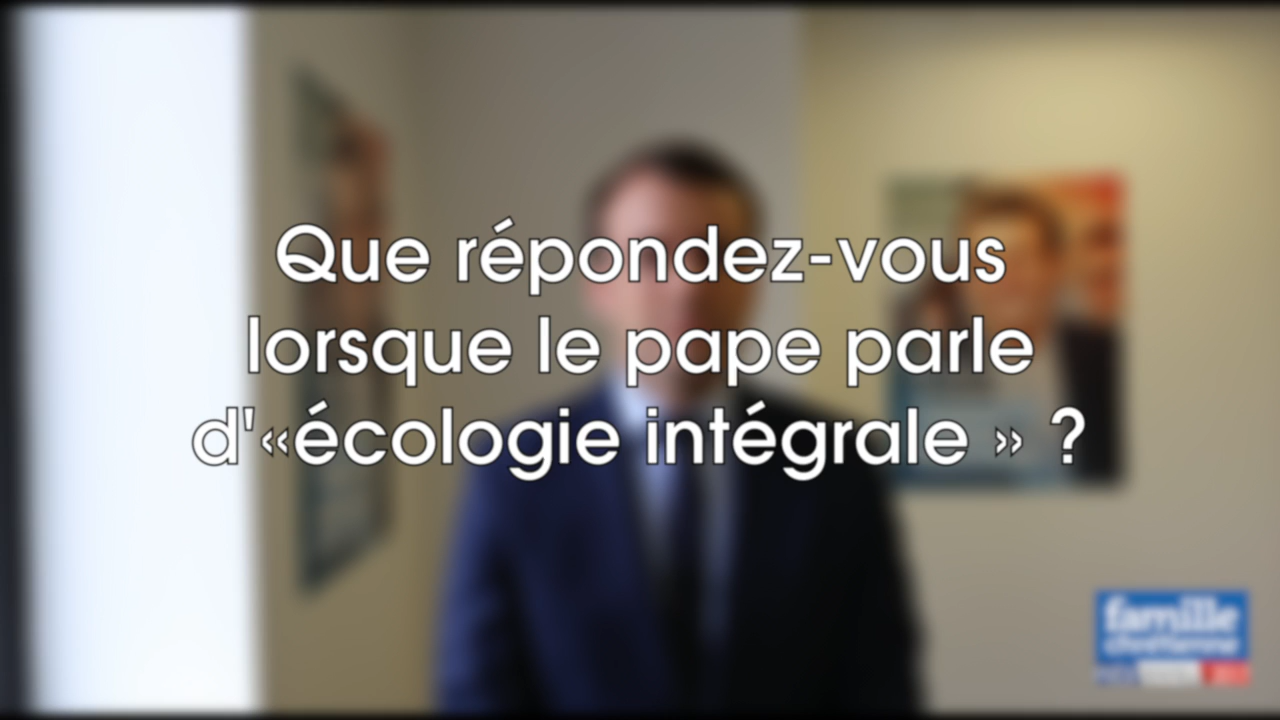 Que répondez-vous
lorsque le pape parle
d'«écologie intégrale » ?
famille
chrétienne